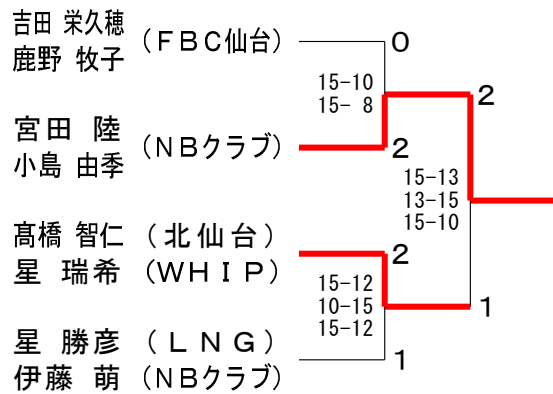 吉田 栄久穂 (FBC仙台)
鹿野 牧子
0
15-10
15- 8
2
宮田 陸 (NBクラブ)
小島 由季
2
15-13
13-15
15-10
髙橋 智仁 (北仙台)
星 瑞希 (WHIP)
2
15-12
10-15
15-12
1
星 勝彦 (LNG)
伊藤 萌 (NBクラブ)
1